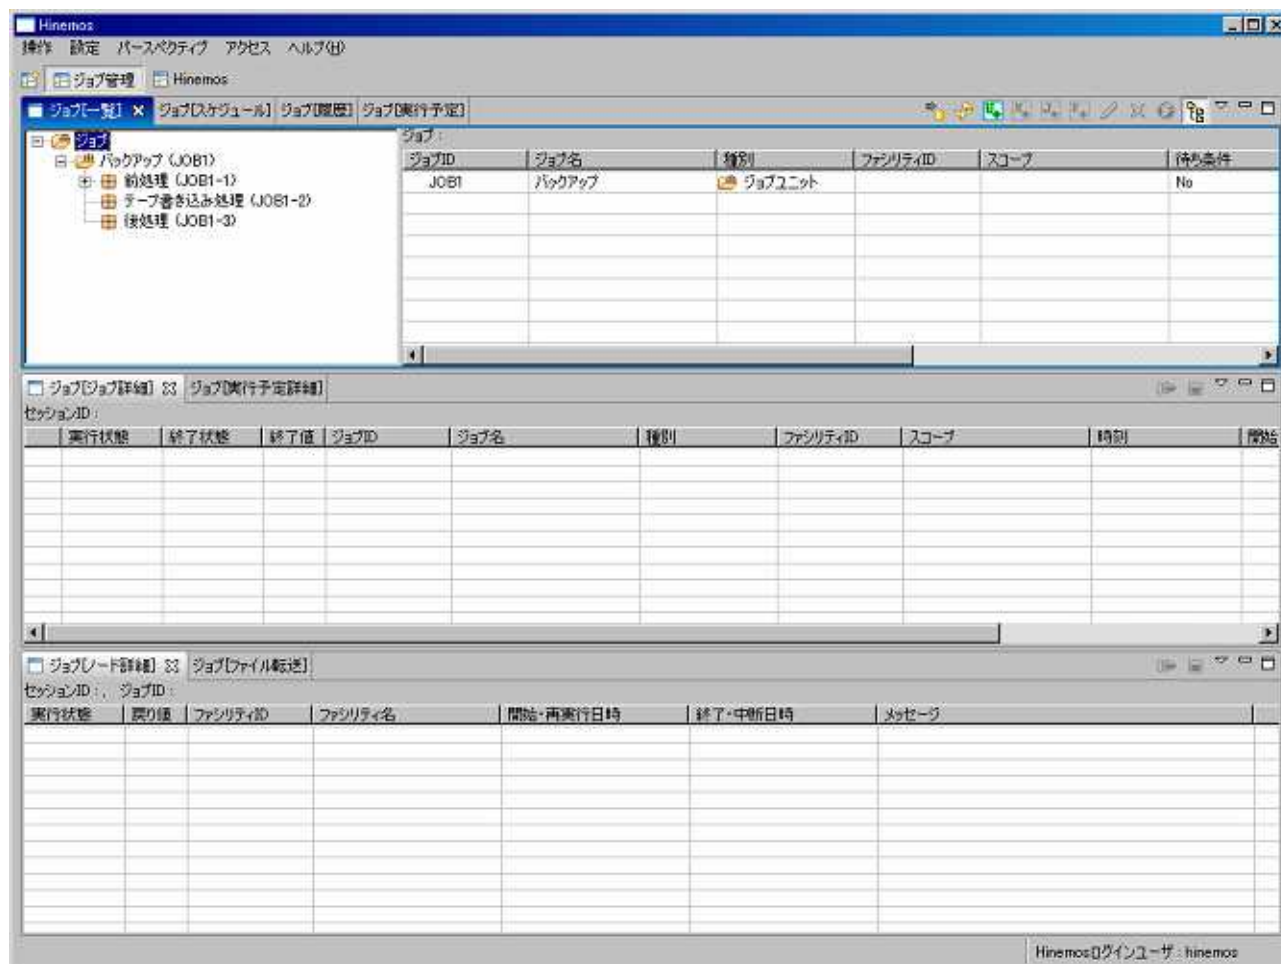 Hinemos
操作 設定 パースペクティブ アクセス ヘルプ(H)
ジョブ管理 Hinemos
ジョブ[一覧] ジョブ[スケジュール] ジョブ[履歴] ジョブ[実行予定]
ジョブ
バックアップ (JOB1)
前処理 (JOB1-1)
テープ書き込み処理 (JOB1-2)
後処理 (JOB1-3)
ジョブ :
ジョブID ジョブ名 種別 ファシリティID スコープ 待ち条件
JOB1 バックアップ ジョブユニット No
ジョブ[ジョブ詳細] ジョブ[実行予定詳細]
セッションID :
実行状態 終了状態 終了値 ジョブID ジョブ名 種別 ファシリティID スコープ 時刻 開始
ジョブ[ノード詳細] ジョブ[ファイル転送]
セッションID : , ジョブID :
実行状態 戻り値 ファシリティID ファシリティ名 開始・再実行日時 終了・中断日時 メッセージ
Hinemosログインユーザ : hinemos